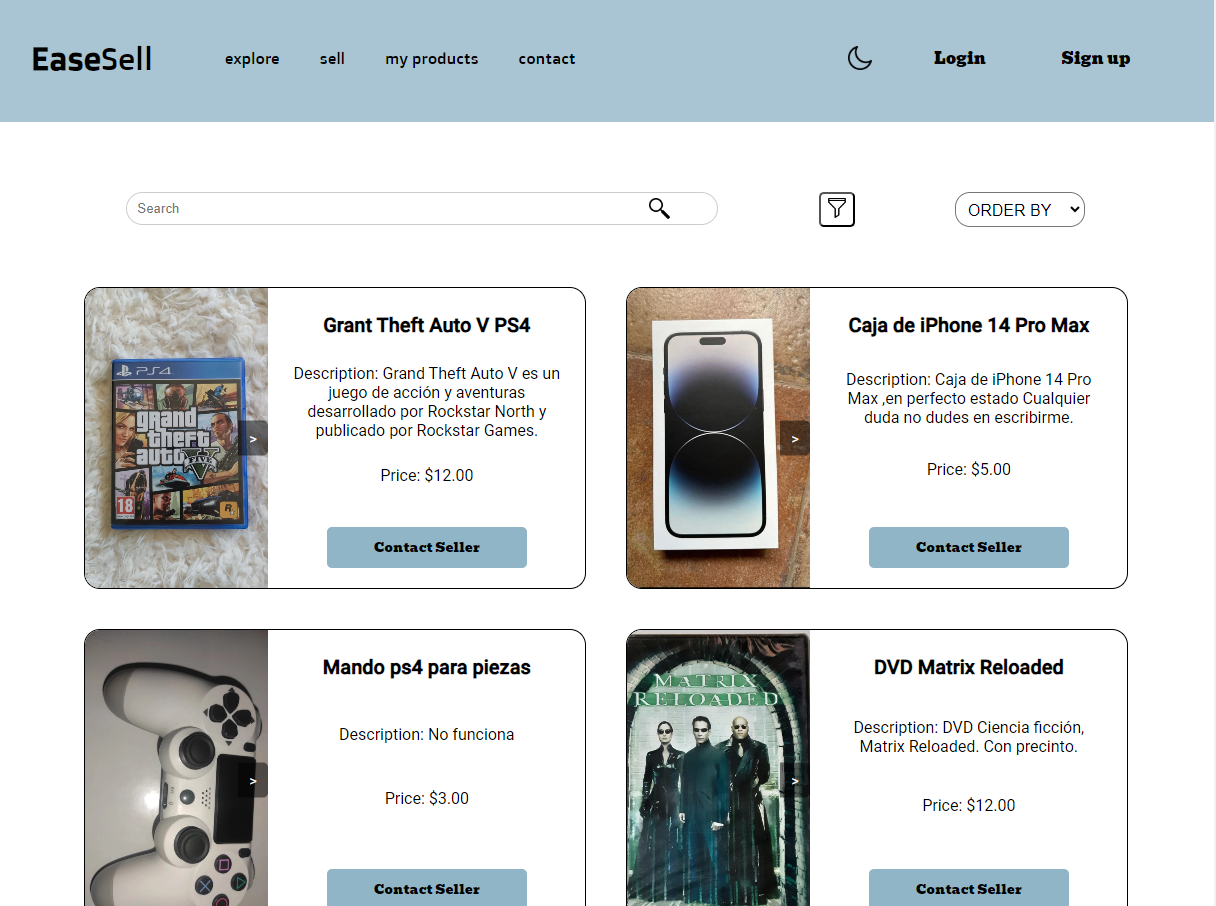 EaseSell
explore
sell
my products
contact
Login
Sign up
Search
ORDER BY
PS4
grand
theft
auto
FIVE
18
R
>
Grant Theft Auto V PS4
Description: Grand Theft Auto V es un
juego de acción y aventuras
desarrollado por Rockstar North y
publicado por Rockstar Games.
Price: $12.00
Contact Seller
>
Caja de iPhone 14 Pro Max
Description: Caja de iPhone 14 Pro
Max ,en perfecto estado Cualquier
duda no dudes en escribirme.
Price: $5.00
Contact Seller
>
Mando ps4 para piezas
Description: No funciona
Price: $3.00
Contact Seller
MATRIX
RELOADED
>
DVD Matrix Reloaded
Description: DVD Ciencia ficción,
Matrix Reloaded. Con precinto.
Price: $12.00
Contact Seller